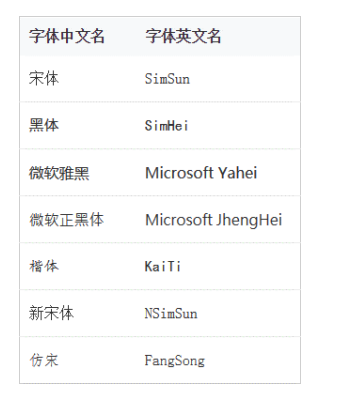 字体中文名 字体英文名
宋体 SimSun
黑体 SimHei
微软雅黑 Microsoft Yahei
微软正黑体 Microsoft JhengHei
楷体 KaiTi
新宋体 NSimSun
仿宋 FangSong